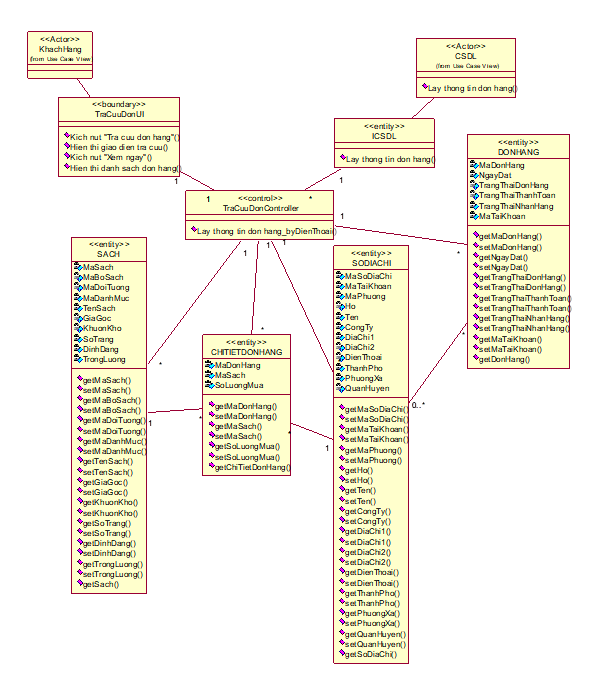 <<Actor>>
KhachHang
(from Use Case View)
<<Actor>>
CSDL
(from Use Case View)
Lay thong tin don hang()
<<boundary>>
TraCuuDonUI
Kich nut "Tra cuu don hang"()
Hien thi giao dien tra cuu()
Kich nut "Xem ngay"()
Hien thi danh sach don hang()
<<entity>>
ICSDL
Lay thong tin don hang()
<<entity>>
DONHANG
MaDonHang
NgayDat
TrangThaiDonHang
TrangThaiThanhToan
TrangThaiNhanHang
MaTaiKhoan
getMaDonHang()
setMaDonHang()
getNgayDat()
setNgayDat()
getTrangThaiDonHang()
setTrangThaiDonHang()
getTrangThaiThanhToan()
setTrangThaiThanhToan()
getTrangThaiNhanHang()
setTrangThaiNhanHang()
getMaTaiKhoan()
setMaTaiKhoan()
getDonHang()
1
1
1
*
<<control>>
TraCuuDonController
Lay thong tin don hang_byDienThoai()
1
*
1
1
1
<<entity>>
SACH
MaSach
MaBoSach
MaDoiTuong
MaDanhMuc
TenSach
GiaGoc
KhuonKho
SoTrang
DinhDang
TrongLuong
getMaSach()
setMaSach()
getMaBoSach()
setMaBoSach()
getMaDoiTuong()
setMaDoiTuong()
getMaDanhMuc()
setMaDanhMuc()
getTenSach()
setTenSach()
getGiaGoc()
setGiaGoc()
getKhuonKho()
setKhuonKho()
getSoTrang()
setSoTrang()
getDinhDang()
setDinhDang()
getTrongLuong()
setTrongLuong()
getSach()
*
*
<<entity>>
CHITIETDONHANG
MaDonHang
MaSach
SoLuongMua
getMaDonHang()
setMaDonHang()
getMaSach()
setMaSach()
getSoLuongMua()
setSoLuongMua()
getChiTietDonHang()
1
*
*
1
<<entity>>
SODIACHI
MaSoDiaChi
MaTaiKhoan
MaPhuong
Ho
Ten
CongTy
DiaChi1
DiaChi2
DienThoai
ThanhPho
PhuongXa
QuanHuyen
getMaSoDiaChi()
setMaSoDiaChi()
getMaTaiKhoan()
setMaTaiKhoan()
getMaPhuong()
setMaPhuong()
getHo()
setHo()
getTen()
setTen()
getCongTy()
setCongTy()
getDiaChi1()
setDiaChi1()
getDiaChi2()
setDiaChi2()
getDienThoai()
setDienThoai()
getThanhPho()
setThanhPho()
getPhuongXa()
setPhuongXa()
getQuanHuyen()
setQuanHuyen()
getSoDiaChi()
*
0..*